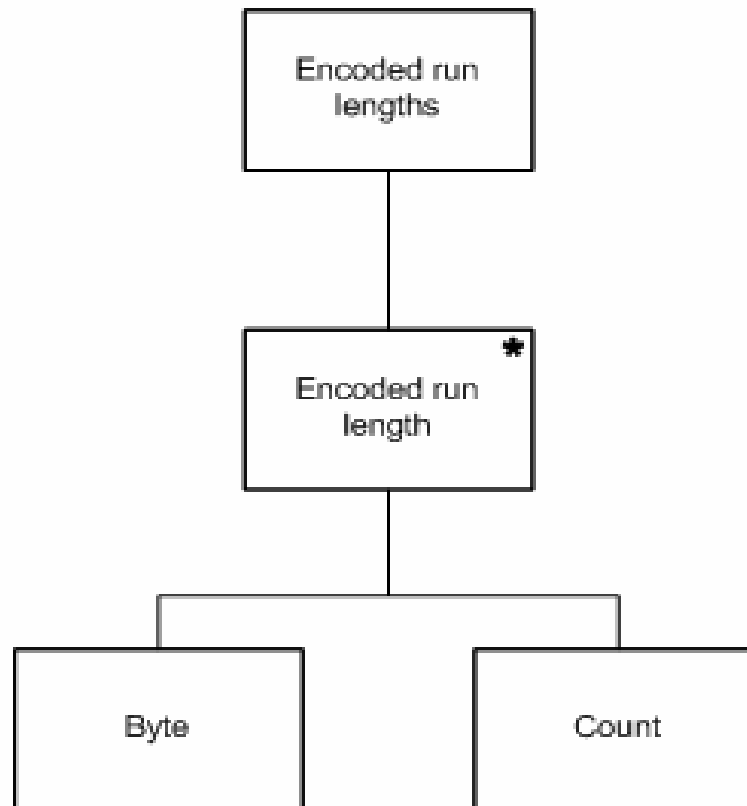 Encoded run
lengths
*
Encoded run
length
Byte
Count